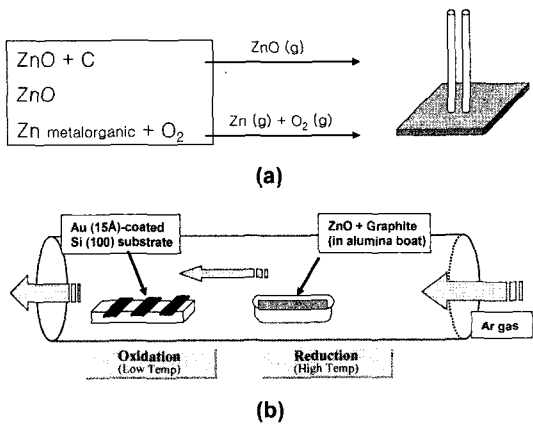 ZnO + C
ZnO (g)
ZnO
Zn metalorganic + O2
Zn (g) + O2 (g)
(a)
Au (15Å)-coated
Si (100) substrate
ZnO + Graphite
(in alumina boat)
Ar gas
Oxidation
(Low Temp)
Reduction
(High Temp)
(b)